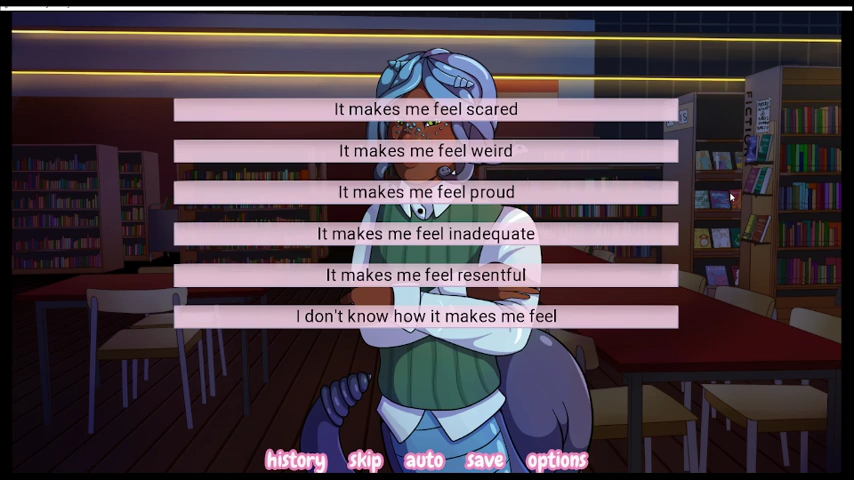 It makes me feel scared
It makes me feel weird
It makes me feel proud
It makes me feel inadequate
It makes me feel resentful
I don't know how it makes me feel
FICTION
history skip auto save options